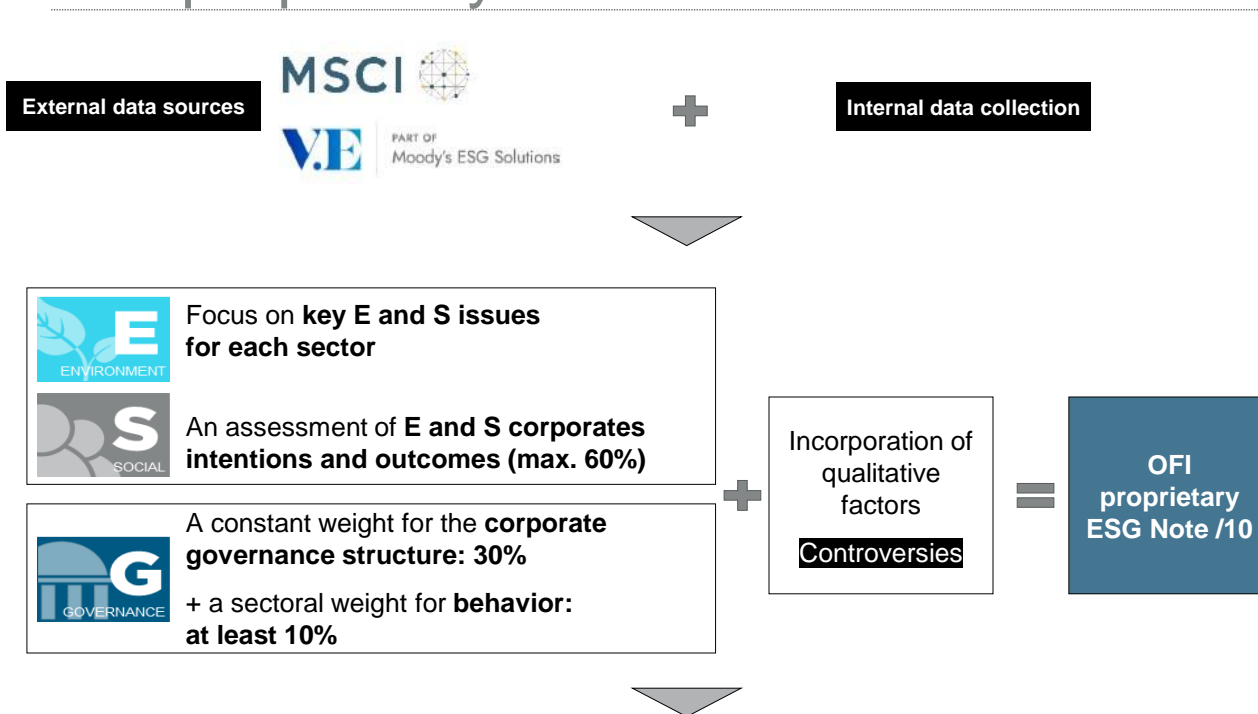 External data sources
MSCI
V.E
PART OF
Moody's ESG Solutions
Internal data collection
E
ENVIRONMENT
Focus on key E and S issues
for each sector
S
SOCIAL
An assessment of E and S corporates
intentions and outcomes (max. 60%)
G
GOVERNANCE
A constant weight for the corporate
governance structure: 30%
+ a sectoral weight for behavior:
at least 10%
Incorporation of
qualitative
factors
Controversies
OFI
proprietary
ESG Note /10